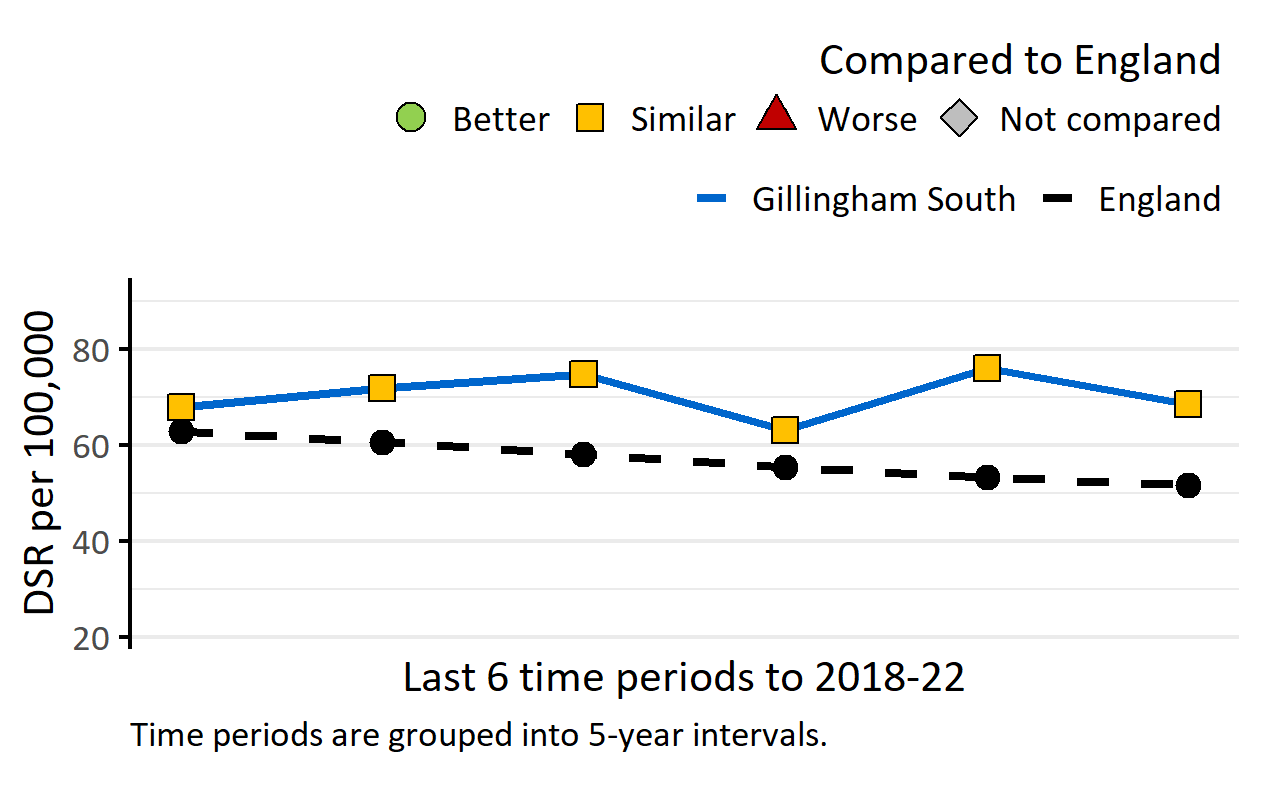 Compared to England
Better Similar Worse Not compared
Gillingham South England
DSR per 100,000
80
60
40
20
Last 6 time periods to 2018-22
Time periods are grouped into 5-year intervals.